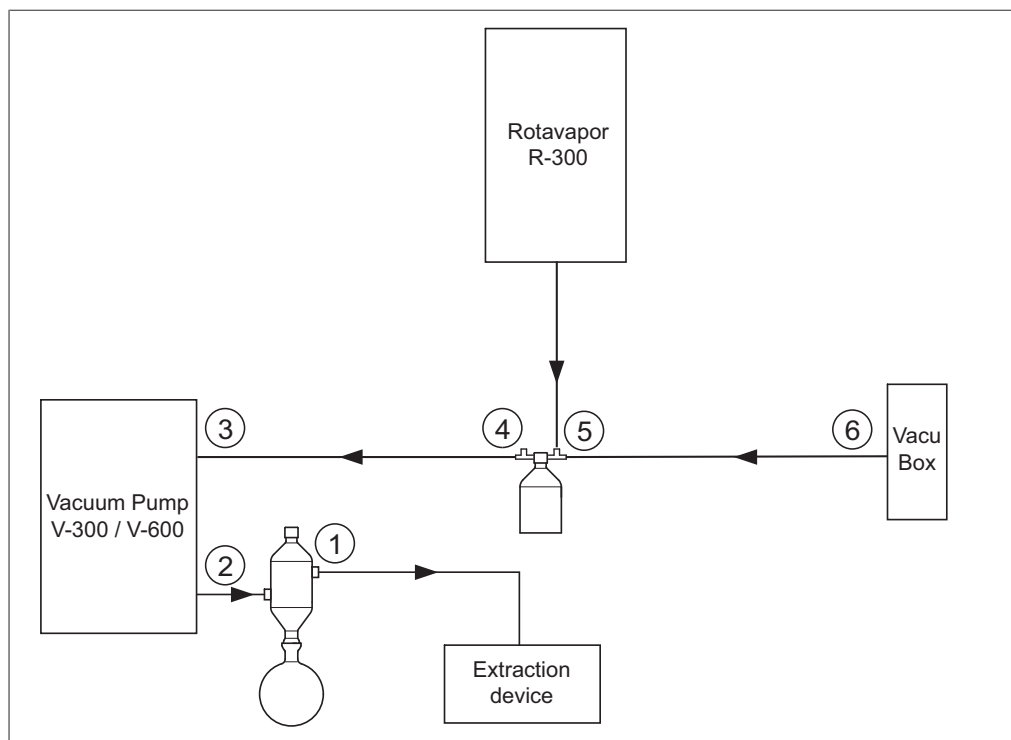 Rotavapor
R-300
3
4
5
6
Vacu
Box
Vacuum Pump
V-300 / V-600
2
1
Extraction
device